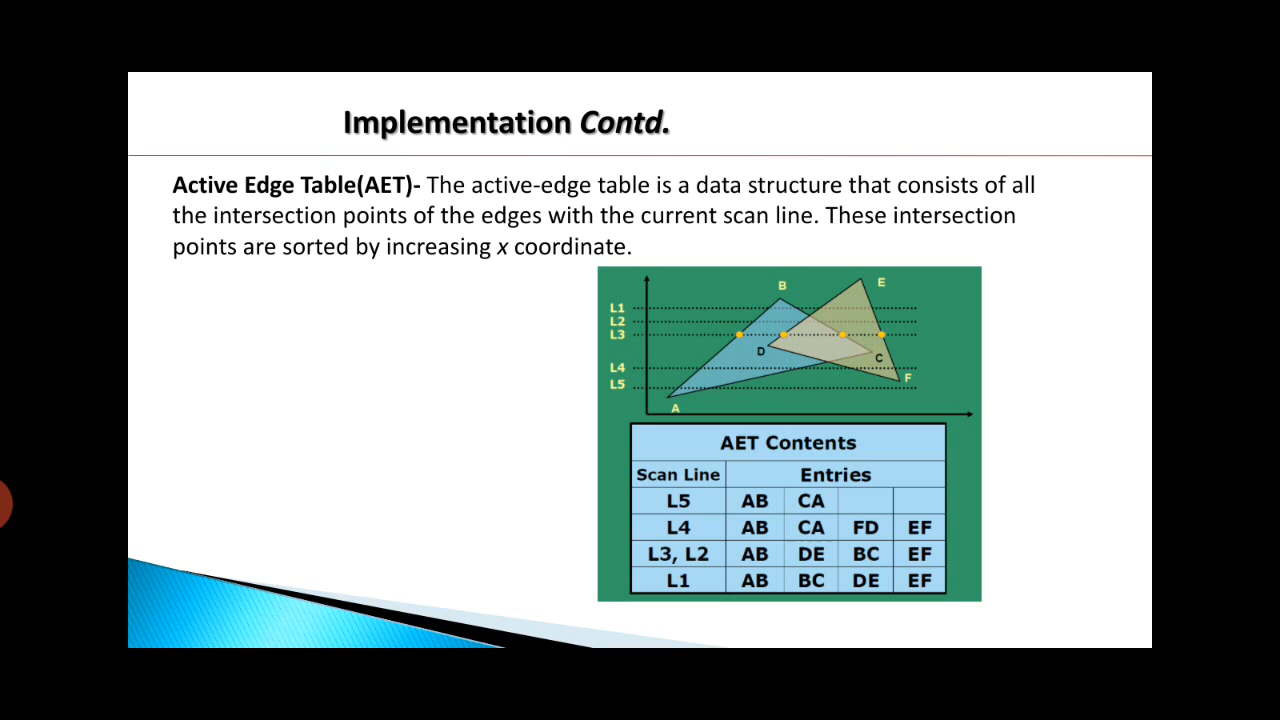 Implementation Contd.
Active Edge Table(AET)- The active-edge table is a data structure that consists of all
the intersection points of the edges with the current scan line. These intersection
points are sorted by increasing x coordinate.
B
E
L1
L2
L3
D
C
L4
F
L5
A
AET Contents
Scan Line Entries
L5 AB CA
L4 AB CA FD EF
L3, L2 AB DE BC EF
L1 AB BC DE EF